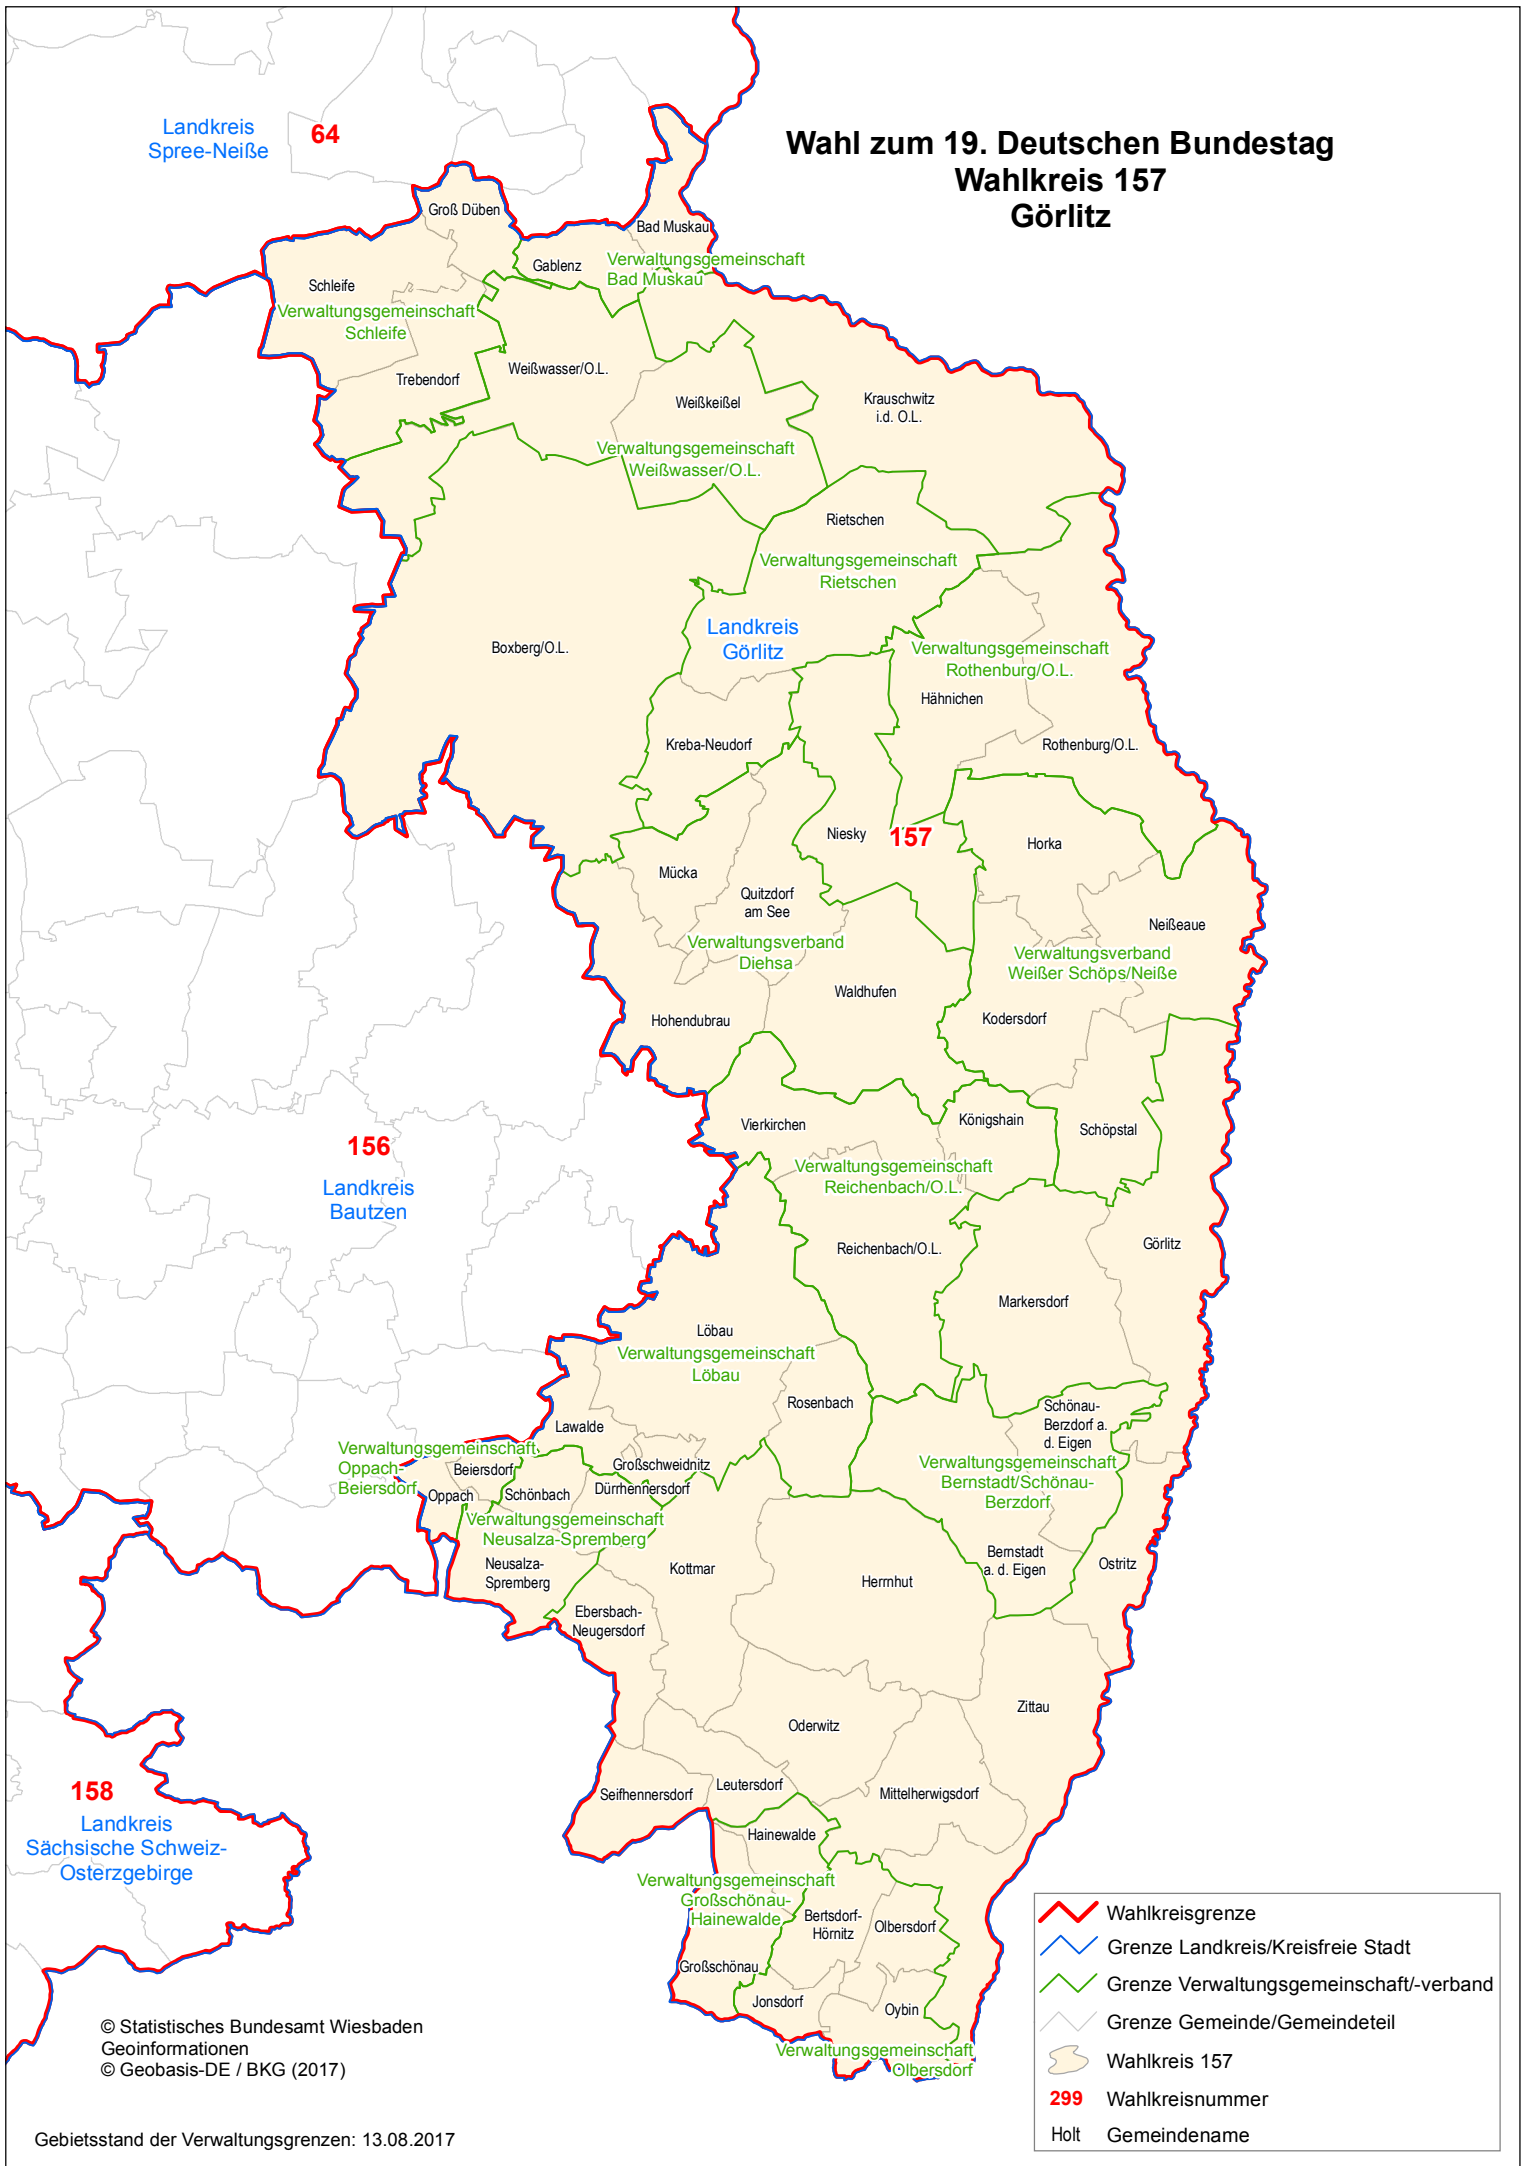 Wahl zum 19. Deutschen Bundestag
Wahlkreis 157
Görlitz
Landkreis
Spree-Neiße
64
Groß Düben
Bad Muskau
Gablenz
Verwaltungsgemeinschaft
Bad Muskau
Schleife
Verwaltungsgemeinschaft
Schleife
Trebendorf
Weißwasser/O.L.
Weißkeißel
Krauschwitz
i.d. O.L.
Verwaltungsgemeinschaft
Weißwasser/O.L.
Rietschen
Verwaltungsgemeinschaft
Rietschen
Landkreis
Görlitz
Boxberg/O.L.
Verwaltungsgemeinschaft
Rothenburg/O.L.
Hähnichen
Kreba-Neudorf
Rothenburg/O.L.
Niesky
157
Horka
Mücka
Quitzdorf
am See
Neißeaue
Verwaltungsverband
Diehsa
Verwaltungsverband
Weißer Schöps/Neiße
Waldhufen
Hohendubrau
Kodersdorf
Vierkirchen
Königshain
Schöpstal
156
Landkreis
Bautzen
Verwaltungsgemeinschaft
Reichenbach/O.L.
Reichenbach/O.L.
Görlitz
Markersdorf
Löbau
Verwaltungsgemeinschaft
Löbau
Rosenbach
Schönau-
Berzdorf a.
d. Eigen
Lawalde
Verwaltungsgemeinschaft
Oppach-
Beiersdorf
Beiersdorf
Großschweidnitz
Verwaltungsgemeinschaft
Bernstadt/Schönau-
Berzdorf
Oppach
Schönbach
Dürrhennersdorf
Verwaltungsgemeinschaft
Neusalza-Spremberg
Neusalza-
Spremberg
Kottmar
Herrnhut
Bernstadt
a. d. Eigen
Ostritz
Ebersbach-
Neugersdorf
Zittau
Oderwitz
Seifhennersdorf
Leutersdorf
Mittelherwigsdorf
158
Landkreis
Sächsische Schweiz-
Osterzgebirge
Hainewalde
Verwaltungsgemeinschaft
Großschönau-
Hainewalde
Bertsdorf-
Hörnitz
Olbersdorf
Großschönau
Jonsdorf
Oybin
Verwaltungsgemeinschaft
Olbersdorf
Wahlkreisgrenze
Grenze Landkreis/Kreisfreie Stadt
Grenze Verwaltungsgemeinschaft/-verband
Grenze Gemeinde/Gemeindeteil
Wahlkreis 157
299 Wahlkreisnummer
Holt Gemeindename
© Statistisches Bundesamt Wiesbaden
Geoinformationen
© Geobasis-DE / BKG (2017)
Gebietsstand der Verwaltungsgrenzen: 13.08.2017